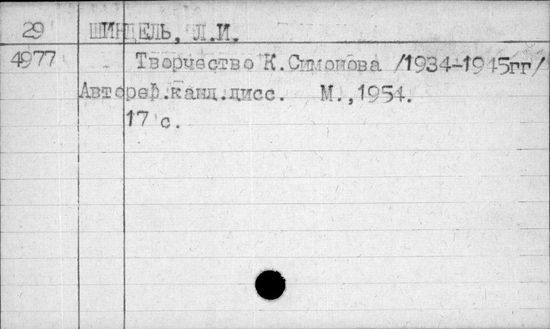 29 ШИНДЕЛЬ, Л.И.
4977 Творчество К.Симонова /1934-1945гг/
Автореф.канд.дисс. М.,1954.
17 с.